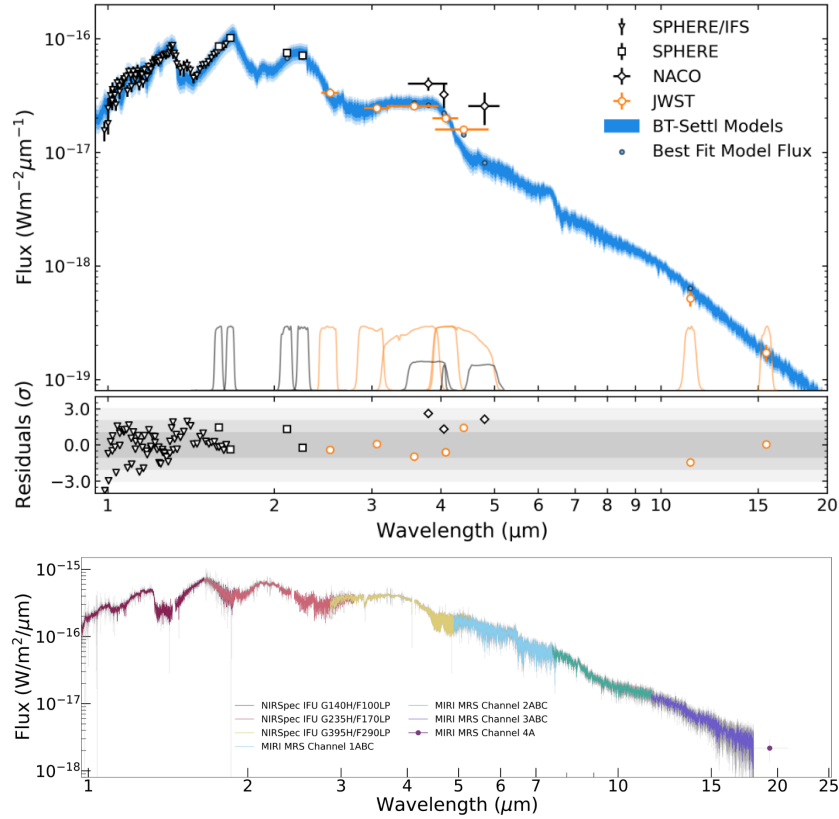 10⁻¹⁶
10⁻¹⁷
10⁻¹⁸
10⁻¹⁹
Flux (Wm⁻²μm⁻¹)
SPHERE/IFS
SPHERE
NACO
JWST
BT-Settl Models
Best Fit Model Flux
3.0
0.0
−3.0
Residuals (σ)
1 2 3 4 5 6 7 8 9 10 20
Wavelength (μm)
10⁻¹⁵
10⁻¹⁶
10⁻¹⁷
10⁻¹⁸
Flux (W/m²/μm)
NIRSpec IFU G140H/F100LP
NIRSpec IFU G235H/F170LP
NIRSpec IFU G395H/F290LP
MIRI MRS Channel 1ABC
MIRI MRS Channel 2ABC
MIRI MRS Channel 3ABC
MIRI MRS Channel 4A
1 2 3 4 5 6 7 10 15 20 25
Wavelength (μm)